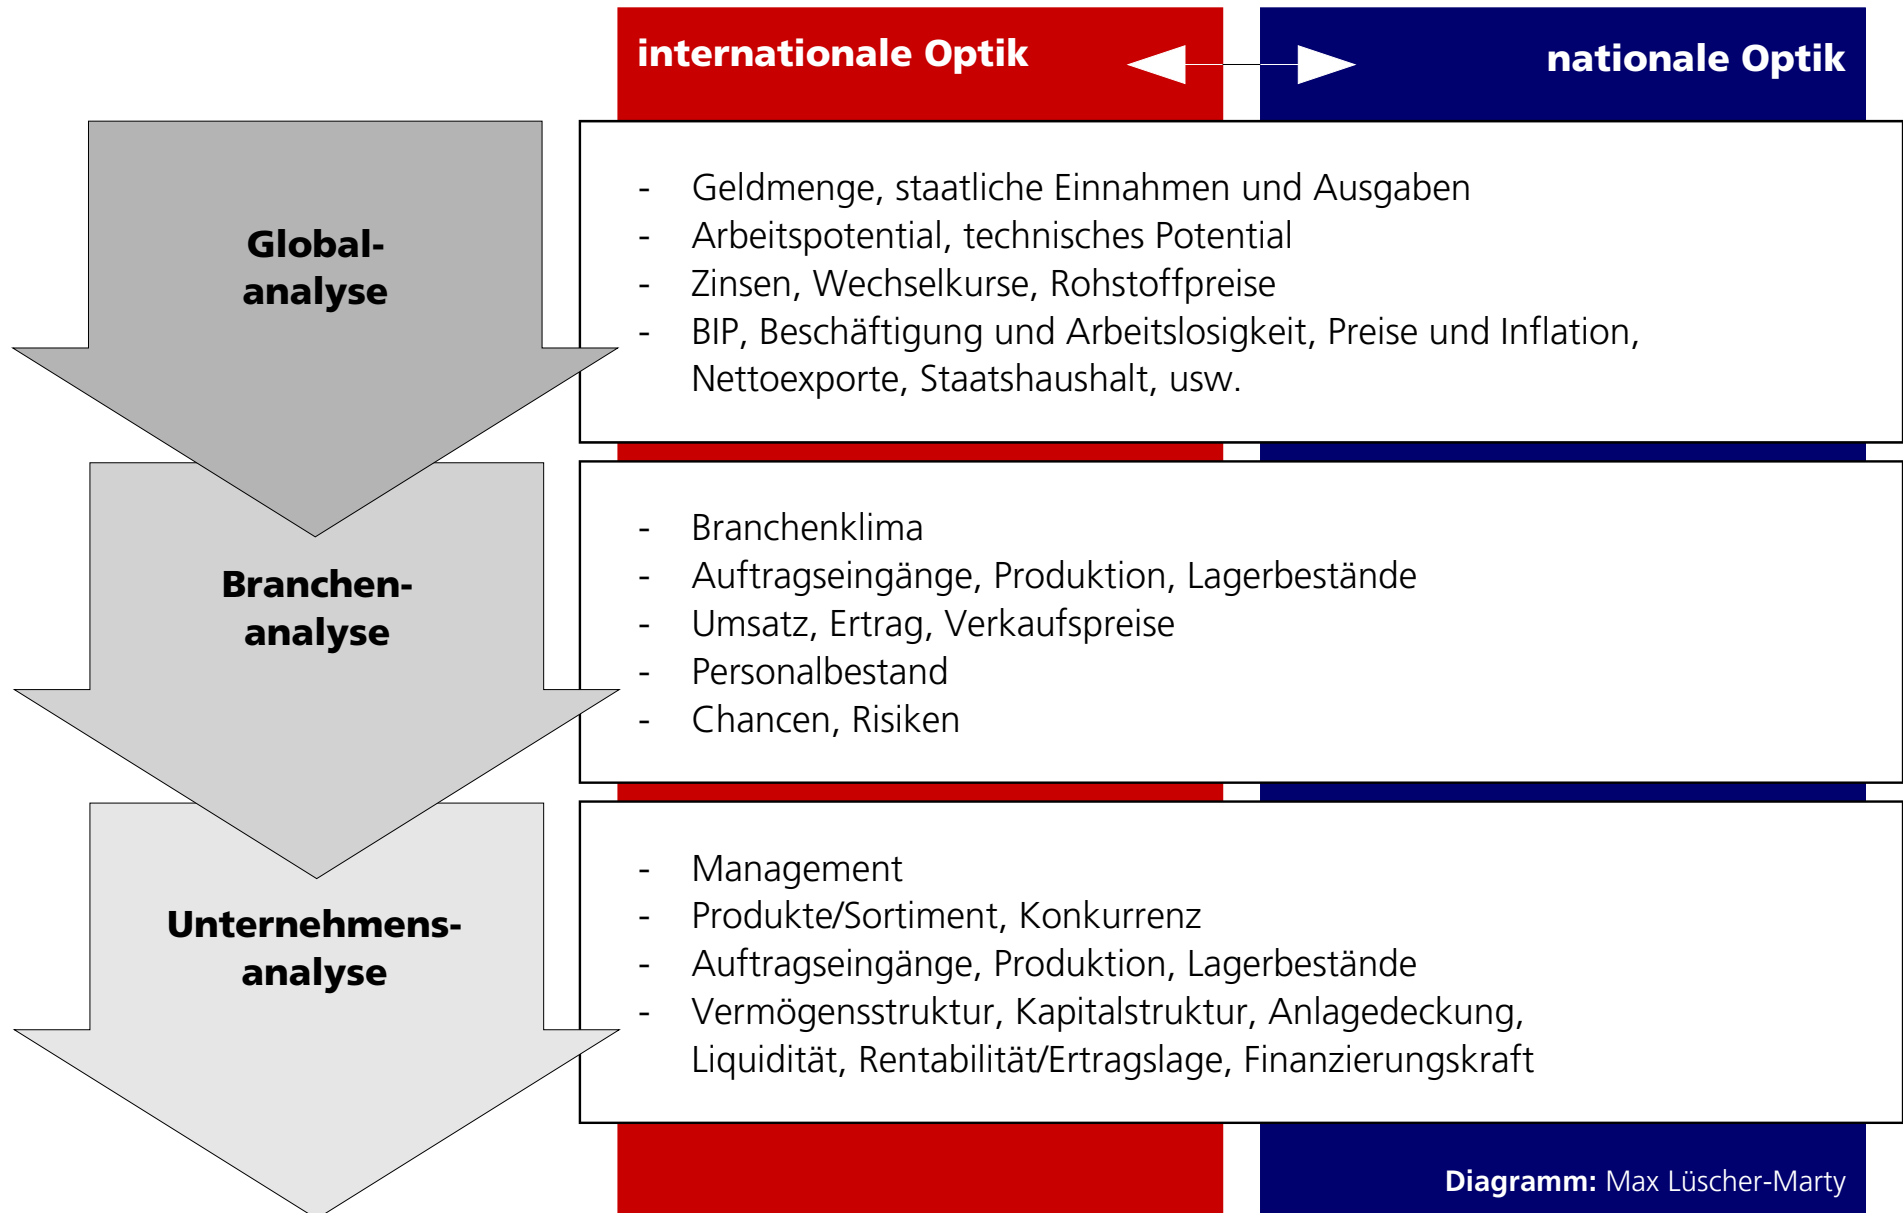 internationale Optik
nationale Optik
Global-
analyse
- Geldmenge, staatliche Einnahmen und Ausgaben
- Arbeitspotential, technisches Potential
- Zinsen, Wechselkurse, Rohstoffpreise
- BIP, Beschäftigung und Arbeitslosigkeit, Preise und Inflation,
Nettoexporte, Staatshaushalt, usw.
Branchen-
analyse
- Branchenklima
- Auftragseingänge, Produktion, Lagerbestände
- Umsatz, Ertrag, Verkaufspreise
- Personalbestand
- Chancen, Risiken
Unternehmens-
analyse
- Management
- Produkte/Sortiment, Konkurrenz
- Auftragseingänge, Produktion, Lagerbestände
- Vermögensstruktur, Kapitalstruktur, Anlagedeckung,
Liquidität, Rentabilität/Ertragslage, Finanzierungskraft
Diagramm: Max Lüscher-Marty